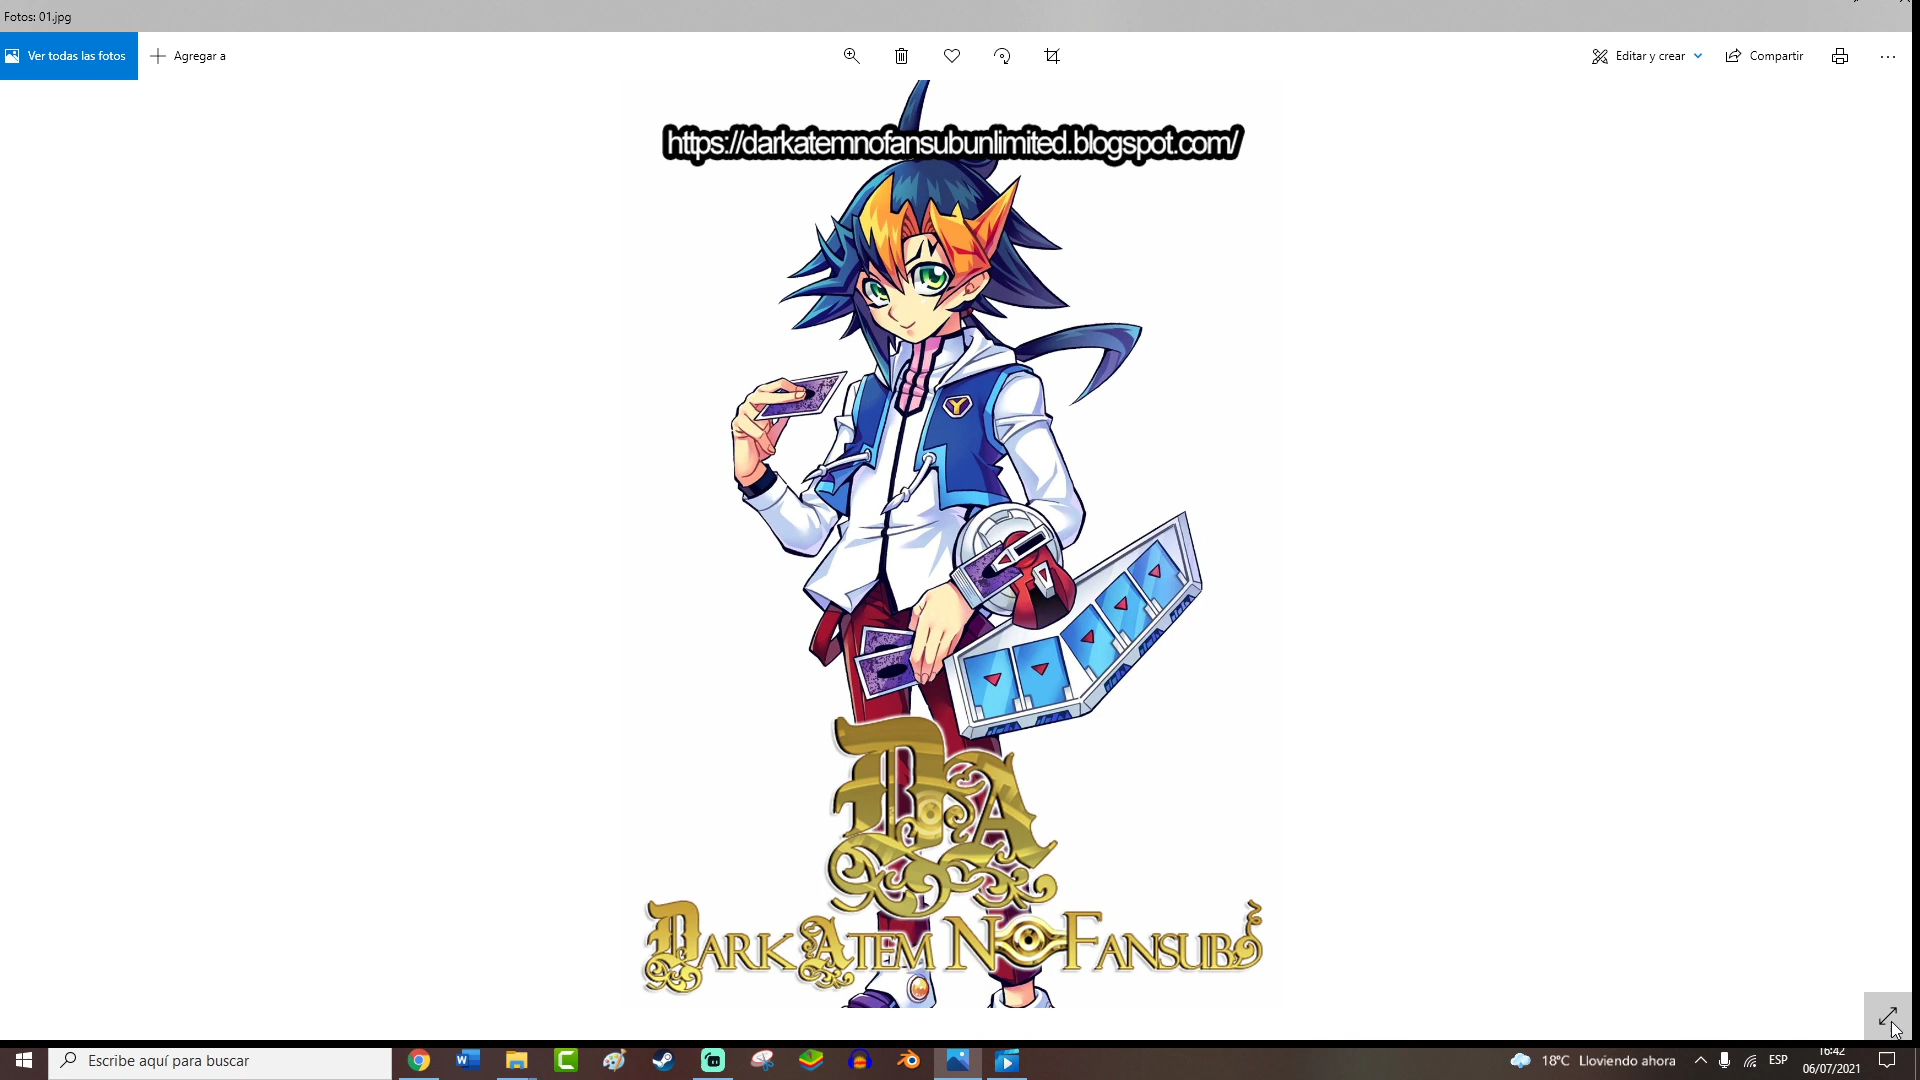 Fotos: 01.jpg
Ver todas las fotos
Agregar a
Editar y crear
Compartir
https://darkatemnofansubunlimited.blogspot.com/
Y
DA
DARK ATEM NO FANSUB
Escribe aquí para buscar
18°C Lloviendo ahora
ESP
16:42
06/07/2021